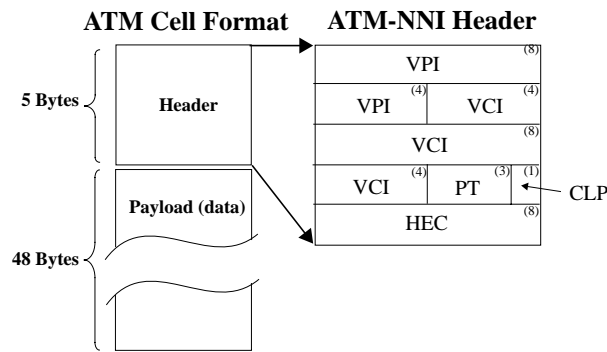 ATM Cell Format
ATM-NNI Header
5 Bytes
Header
48 Bytes
Payload (data)
VPI (8)
VPI (4) VCI (4)
VCI (8)
VCI (4) PT (3) (1)
CLP
HEC (8)